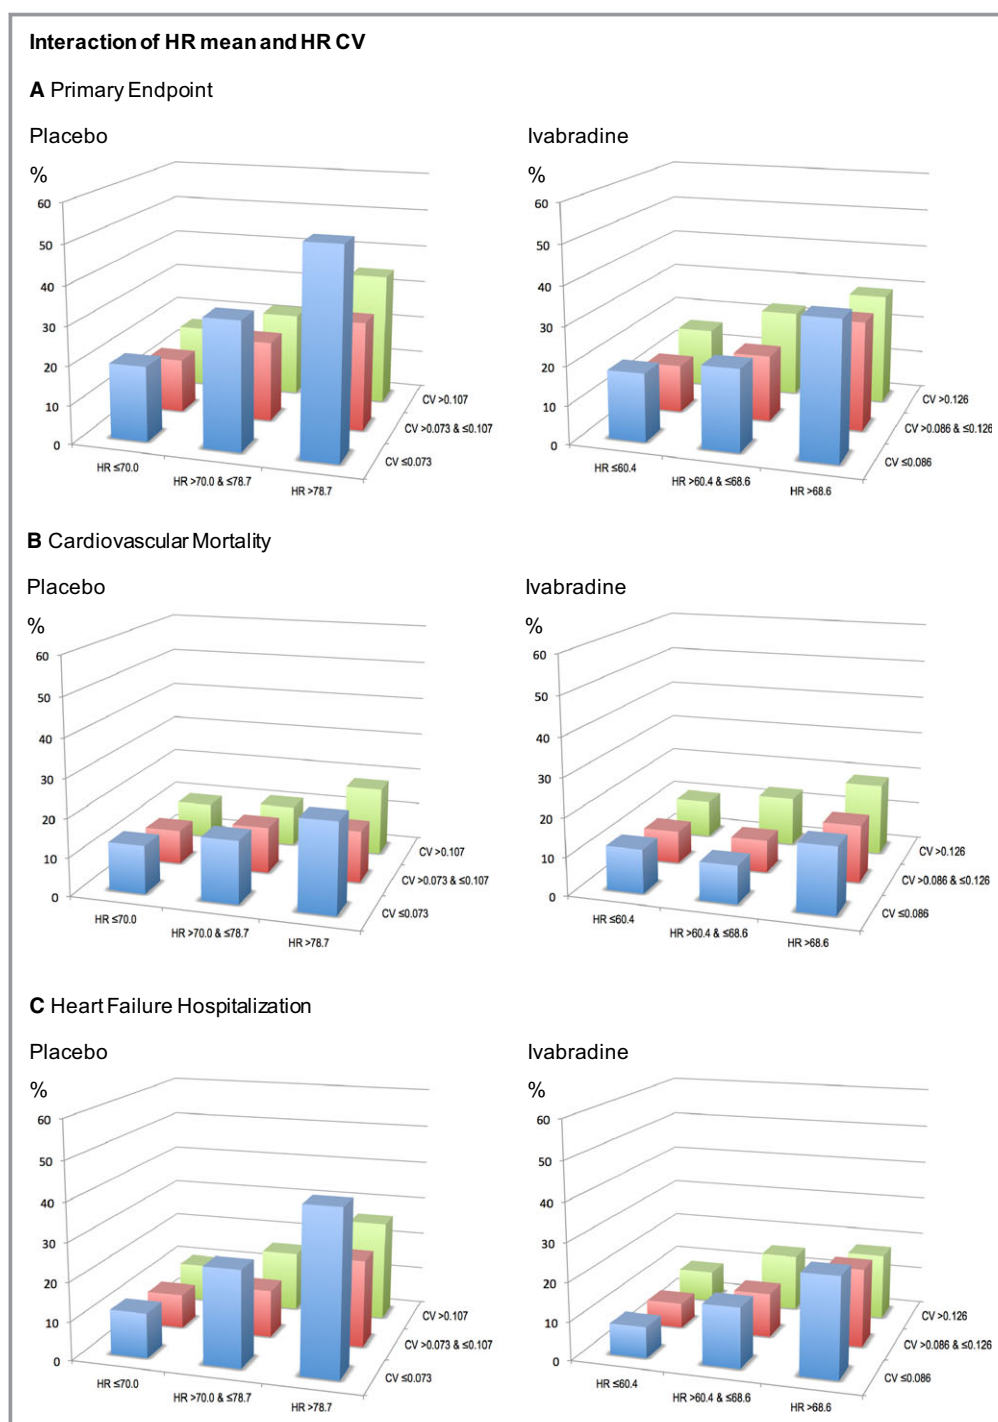 Interaction of HR mean and HR CV
A Primary Endpoint
Placebo
%
60
50
40
30
20
10
0
HR ≤70.0
HR >70.0 & ≤78.7
HR >78.7
CV >0.107
CV >0.073 & ≤0.107
CV ≤0.073
Ivabradine
%
60
50
40
30
20
10
0
HR ≤60.4
HR >60.4 & ≤68.6
HR >68.6
CV >0.126
CV >0.086 & ≤0.126
CV ≤0.086
B Cardiovascular Mortality
Placebo
%
60
50
40
30
20
10
0
HR ≤70.0
HR >70.0 & ≤78.7
HR >78.7
CV >0.107
CV >0.073 & ≤0.107
CV ≤0.073
Ivabradine
%
60
50
40
30
20
10
0
HR ≤60.4
HR >60.4 & ≤68.6
HR >68.6
CV >0.126
CV >0.086 & ≤0.126
CV ≤0.086
C Heart Failure Hospitalization
Placebo
%
60
50
40
30
20
10
0
HR ≤70.0
HR >70.0 & ≤78.7
HR >78.7
CV >0.107
CV >0.073 & ≤0.107
CV ≤0.073
Ivabradine
%
60
50
40
30
20
10
0
HR ≤60.4
HR >60.4 & ≤68.6
HR >68.6
CV >0.126
CV >0.086 & ≤0.126
CV ≤0.086